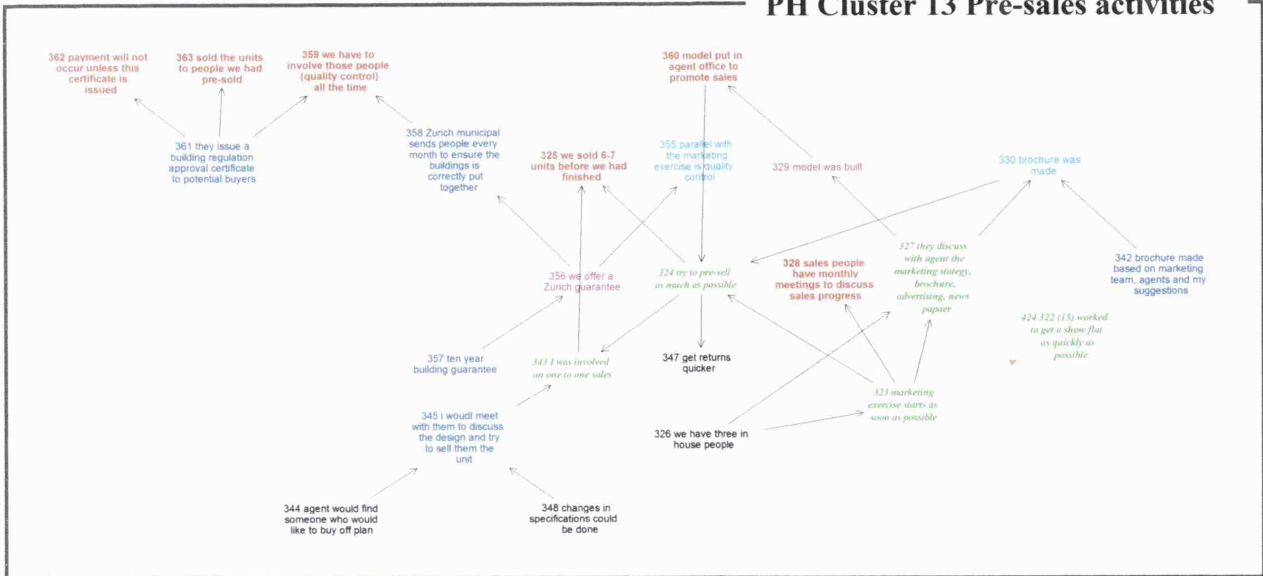 PH Cluster 13 Pre-sales activities
362 payment will not
occur unless this
certificate is
issued
363 sold the units
to people we had
pre-sold
359 we have to
involve those people
(quality control)
all the time
360 model put in
agent office to
promote sales
361 they issue a
building regulation
approval certificate
to potential buyers
358 Zurich municipal
sends people every
month to ensure the
buildings is
correctly put
together
325 we sold 6-7
units before we had
finished
355 parallel with
the marketing
exercise is quality
control
329 model was built
330 brochure was
made
356 we offer a
Zurich guarantee
324 try to pre-sell
as much as possible
328 sales people
have monthly
meetings to discuss
sales progress
327 they discuss
with agent the
marketing stategy,
brochure,
advertising, news
papaer
342 brochure made
based on marketing
team, agents and my
suggestions
424 322 (15) worked
to get a show flat
as quickly as
possible
357 ten year
building guarantee
343 I was involved
on one to one sales
347 get returns
quicker
323 marketing
exercise starts as
soon as possible
345 i woudl meet
with them to discuss
the design and try
to sell them the
unit
326 we have three in
house people
344 agent would find
someone who would
like to buy off plan
348 changes in
specifications could
be done